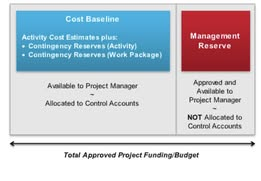 Cost Baseline
Activity Cost Estimates plus:
• Contingency Reserves (Activity)
• Contingency Reserves (Work Package)
Available to Project Manager
~
Allocated to Control Accounts
Management
Reserve
Approved and
Available to
Project Manager
~
NOT Allocated to
Control Accounts
Total Approved Project Funding/Budget